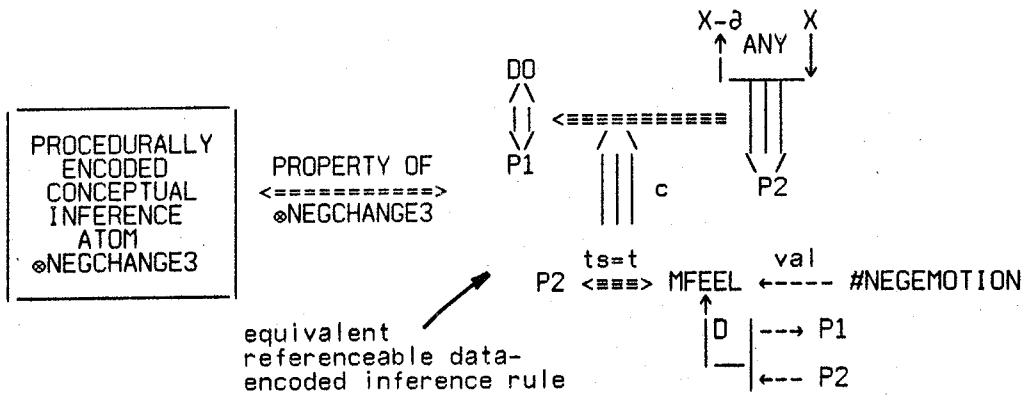 X-∂ X
ANY
DO
P1
P2
c
PROCEDURALLY
ENCODED
CONCEPTUAL
INFERENCE
ATOM
⊗NEGCHANGE3
PROPERTY OF
<===========>
⊗NEGCHANGE3
ts=t val
P2 <≡≡≡> MFEEL ←---- #NEGEMOTION
D ---→ P1
←--- P2
equivalent
referenceable data-
encoded inference rule